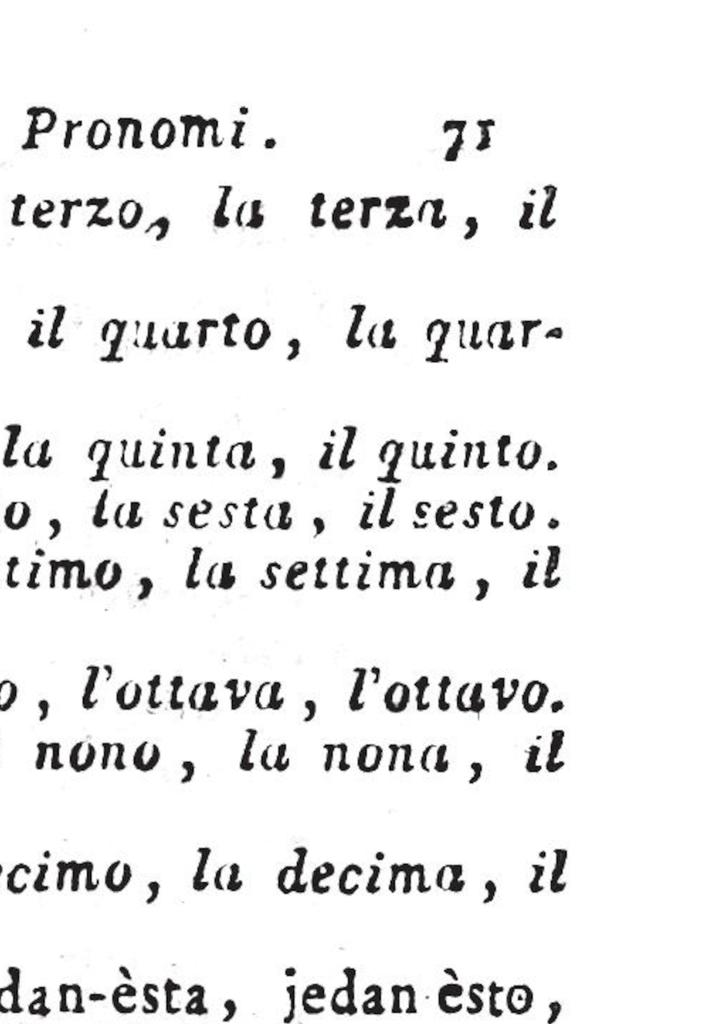 Pronomi. 71
terzo, la terza, il
il quarto, la quar-
la quinta, il quinto.
o, la sesta, il sesto.
timo, la settima, il
o, l'ottava, l'ottavo.
nono, la nona, il
cimo, la decima, il
dan-èsta, jedan-èsto,